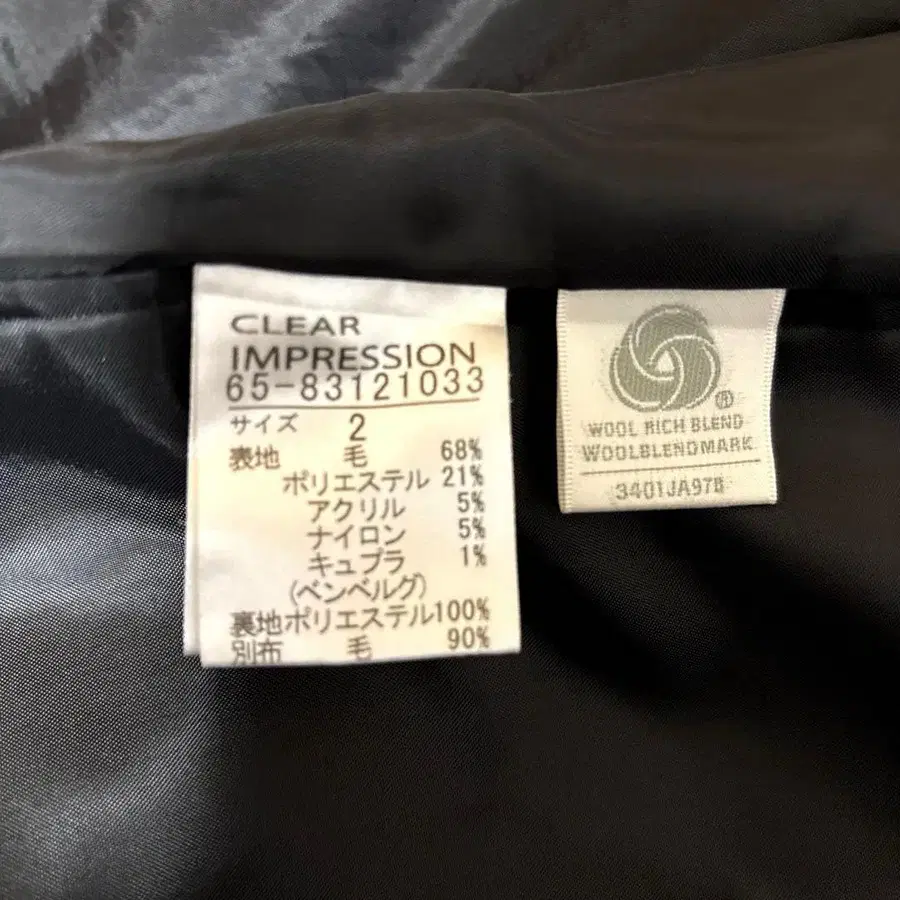 CLEAR
IMPRESSION
65-83121033
サイズ 2
表地 毛 68%
ポリエステル 21%
アクリル 5%
ナイロン 5%
キュプラ 1%
(ベンベルグ)
裏地ポリエステル100%
別布 毛 90%
®
WOOL RICH BLEND
WOOLBLENDMARK